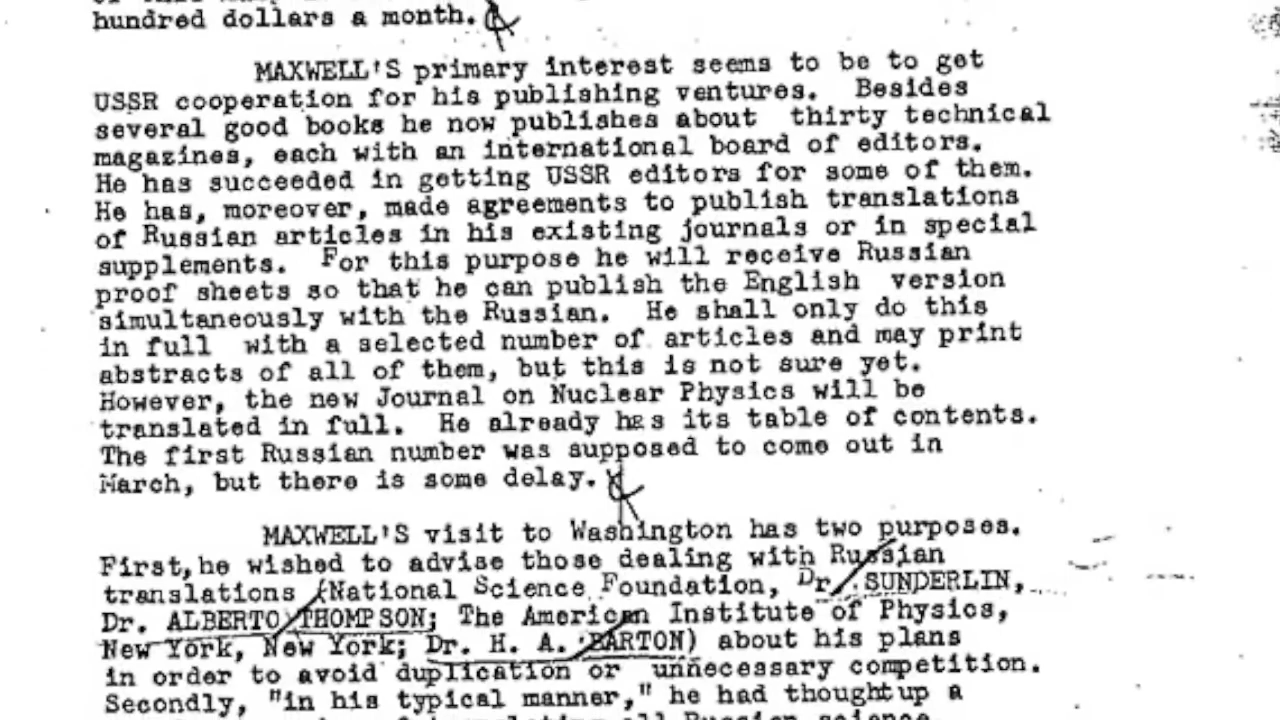 hundred dollars a month.
MAXWELL'S primary interest seems to be to get
USSR cooperation for his publishing ventures. Besides
several good books he now publishes about thirty technical
magazines, each with an international board of editors.
He has succeeded in getting USSR editors for some of them.
He has, moreover, made agreements to publish translations
of Russian articles in his existing journals or in special
supplements. For this purpose he will receive Russian
proof sheets so that he can publish the English version
simultaneously with the Russian. He shall only do this
in full with a selected number of articles and may print
abstracts of all of them, but this is not sure yet.
However, the new Journal on Nuclear Physics will be
translated in full. He already has its table of contents.
The first Russian number was supposed to come out in
March, but there is some delay.
MAXWELL'S visit to Washington has two purposes.
First, he wished to advise those dealing with Russian
translations (National Science Foundation, Dr. SUNDERLIN,
Dr. ALBERTO THOMPSON; The American Institute of Physics,
New York, New York; Dr. H. A. BARTON) about his plans
in order to avoid duplication or unnecessary competition.
Secondly, "in his typical manner," he had thought up a
translating all Russian science